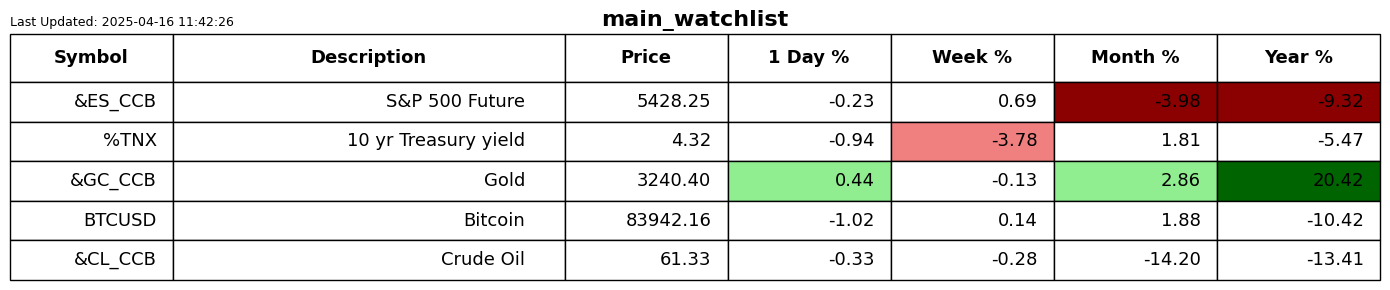 Last Updated: 2025-04-16 11:42:26
main_watchlist
Symbol Description Price 1 Day % Week % Month % Year %
&ES_CCB S&P 500 Future 5428.25 -0.23 0.69 -3.98 -9.32
%TNX 10 yr Treasury yield 4.32 -0.94 -3.78 1.81 -5.47
&GC_CCB Gold 3240.40 0.44 -0.13 2.86 20.42
BTCUSD Bitcoin 83942.16 -1.02 0.14 1.88 -10.42
&CL_CCB Crude Oil 61.33 -0.33 -0.28 -14.20 -13.41